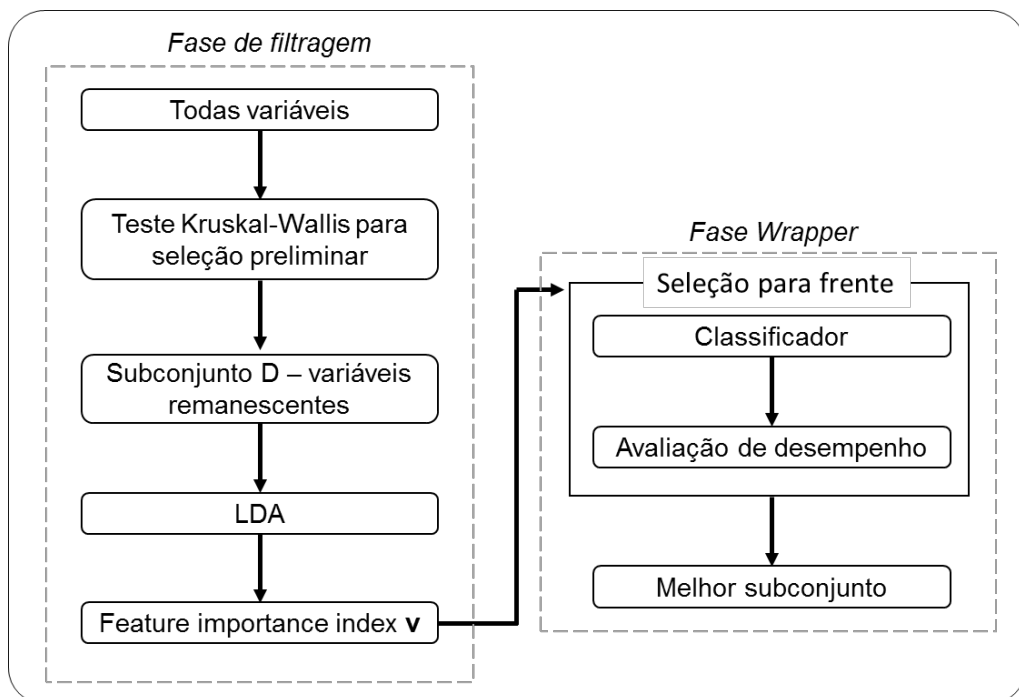 Fase de filtragem
Todas variáveis
Teste Kruskal-Wallis para
seleção preliminar
Subconjunto D – variáveis
remanescentes
LDA
Feature importance index v
Fase Wrapper
Seleção para frente
Classificador
Avaliação de desempenho
Melhor subconjunto